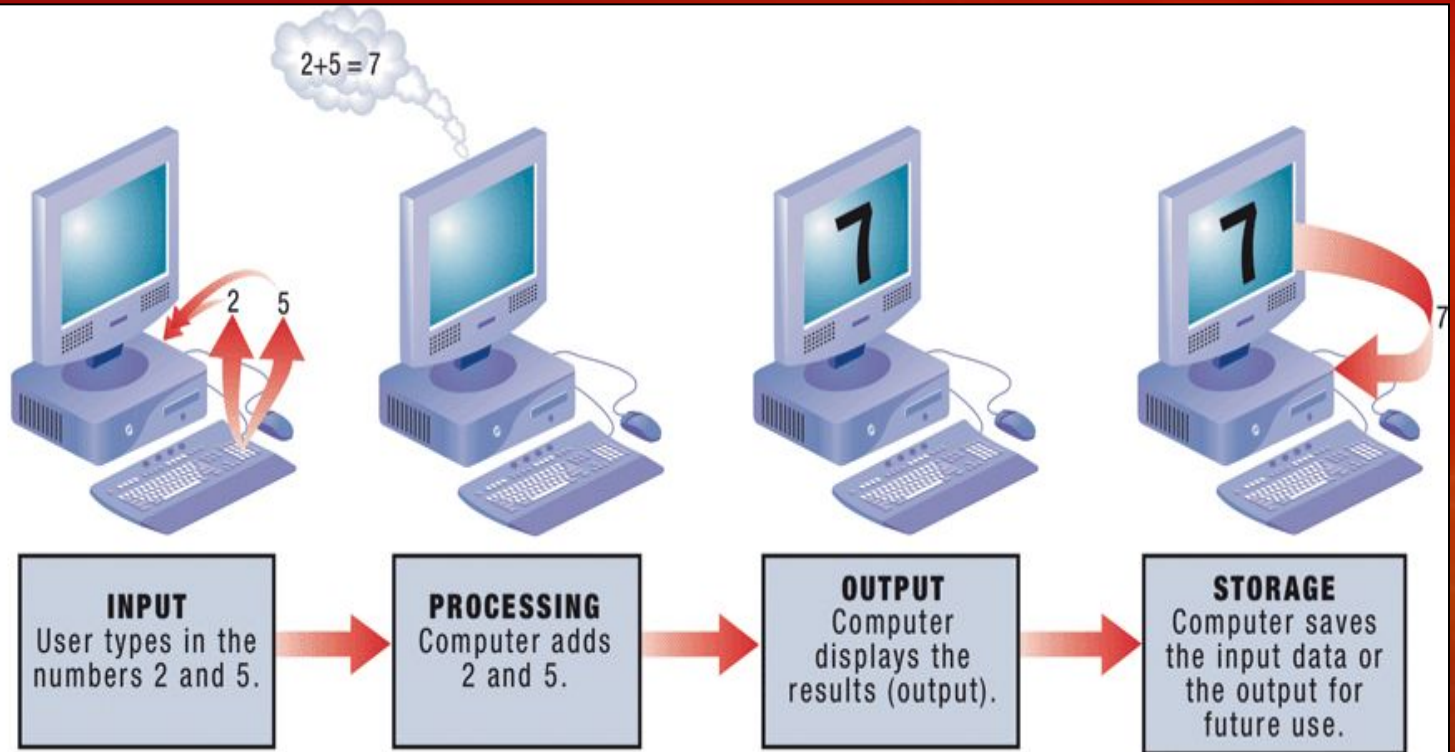 2+5 = 7
2 5
7
7
7
INPUT
User types in the
numbers 2 and 5.
PROCESSING
Computer adds
2 and 5.
OUTPUT
Computer
displays the
results (output).
STORAGE
Computer saves
the input data or
the output for
future use.